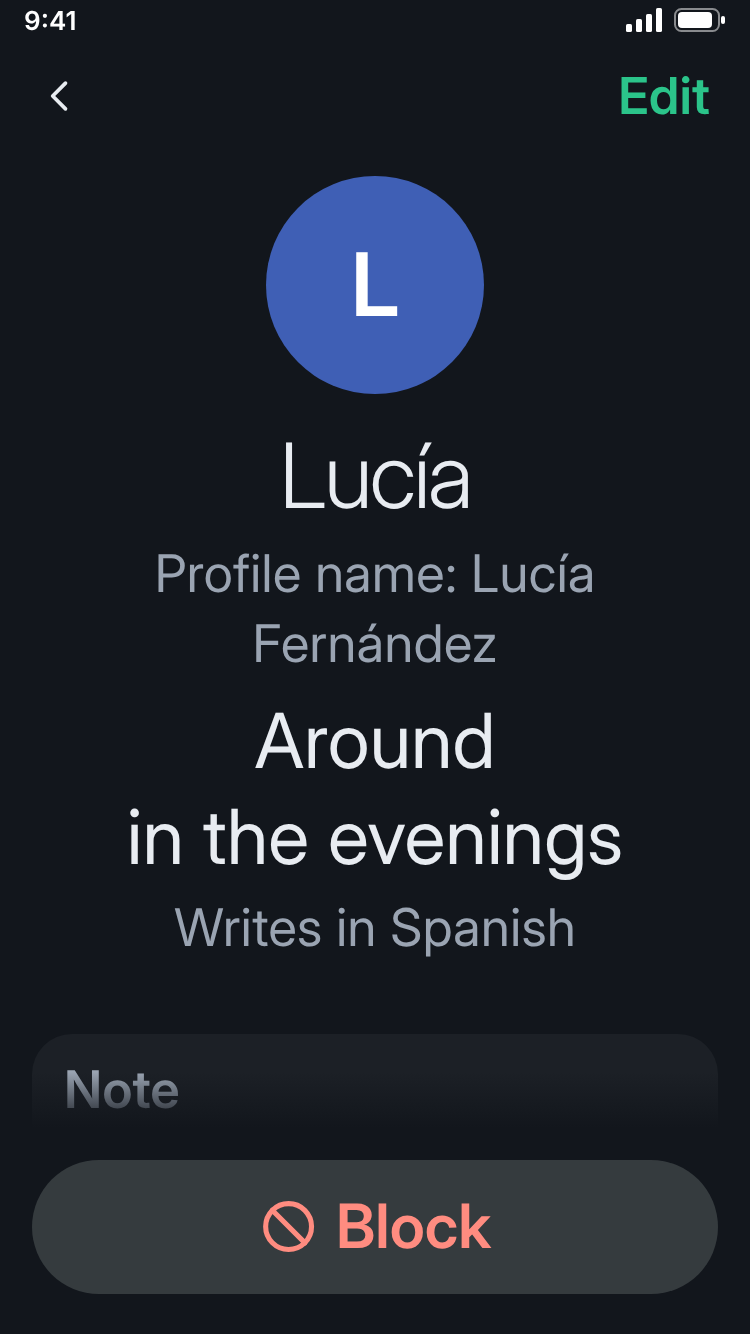 9:41
Edit
L
Lucía
Profile name: Lucía
Fernández
Around
in the evenings
Writes in Spanish
Note
Block